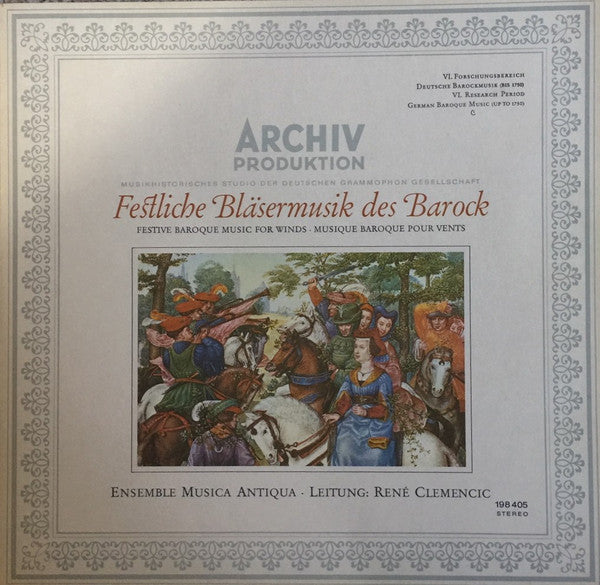 VI. Forschungsbereich
Deutsche Barockmusik (bis 1750)
VI. Research Period
German Baroque Music (up to 1750)
C
ARCHIV
PRODUKTION
MUSIKHISTORISCHES STUDIO DER DEUTSCHEN GRAMMOPHON GESELLSCHAFT
Festliche Bläsermusik des Barock
FESTIVE BAROQUE MUSIC FOR WINDS · MUSIQUE BAROQUE POUR VENTS
Ensemble Musica Antiqua · Leitung: René Clemencic
198 405
STEREO